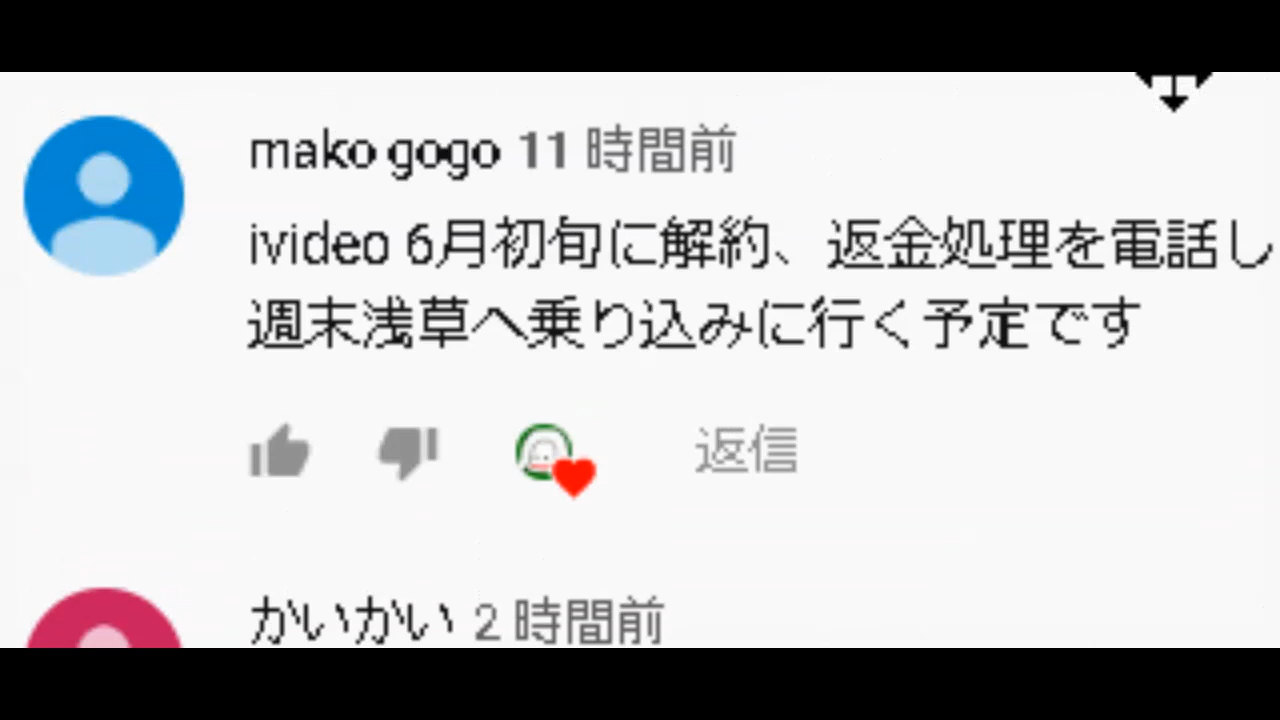 mako gogo 11 時間前
ivideo 6月初旬に解約、返金処理を電話し
週末浅草へ乗り込みに行く予定です
返信
かいかい 2 時間前